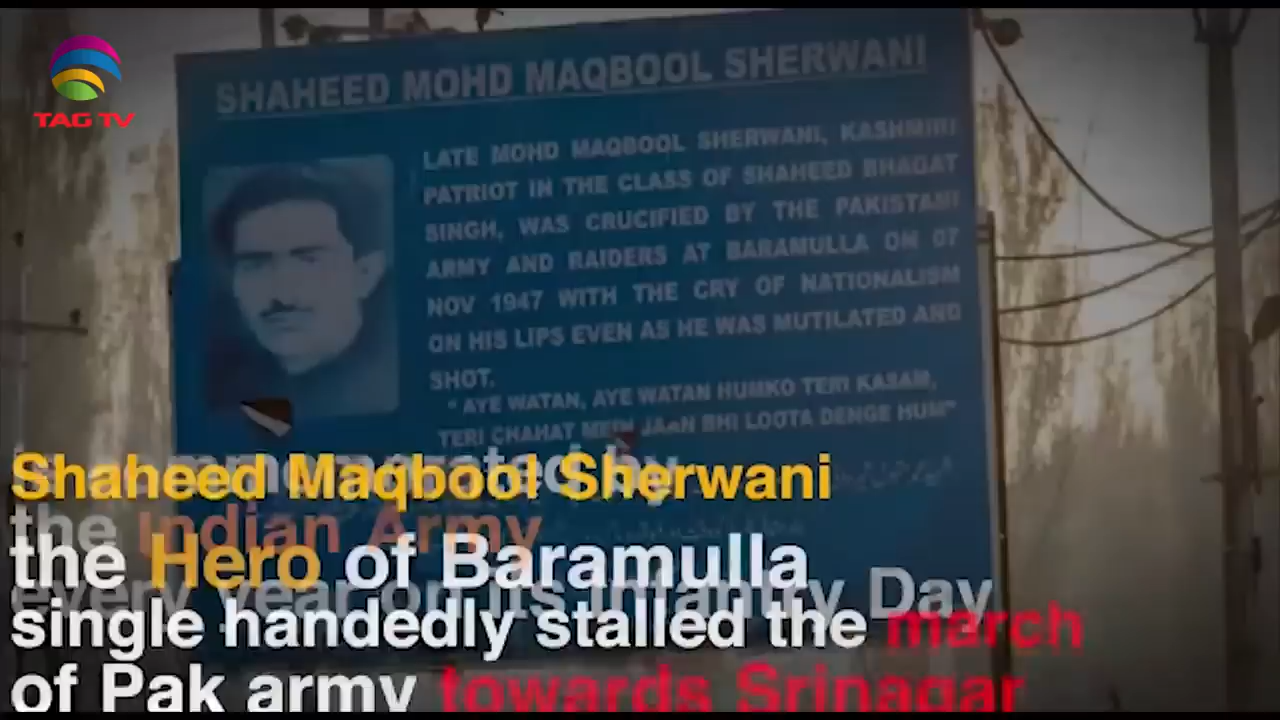 TAG TV
SHAHEED MOHD MAQBOOL SHERWANI
LATE MOHD MAQBOOL SHERWANI, KASHMIRI
PATRIOT IN THE CLASS OF SHAHEED BHAGAT
SINGH, WAS CRUCIFIED BY THE PAKISTANI
ARMY AND RAIDERS AT BARAMULLA ON 07
NOV 1947 WITH THE CRY OF NATIONALISM
ON HIS LIPS EVEN AS HE WAS MUTILATED AND
SHOT.
" AYE WATAN, AYE WATAN HUMKO TERI KASAM,
TERI CHAHAT MEIN JAAN BHI LOOTA DENGE HUM"
by
Shaheed Maqbool Sherwani
the Indian Army
the Hero of Baramulla
every year on its Infantry Day
single handedly stalled the march
of Pak army towards Srinagar